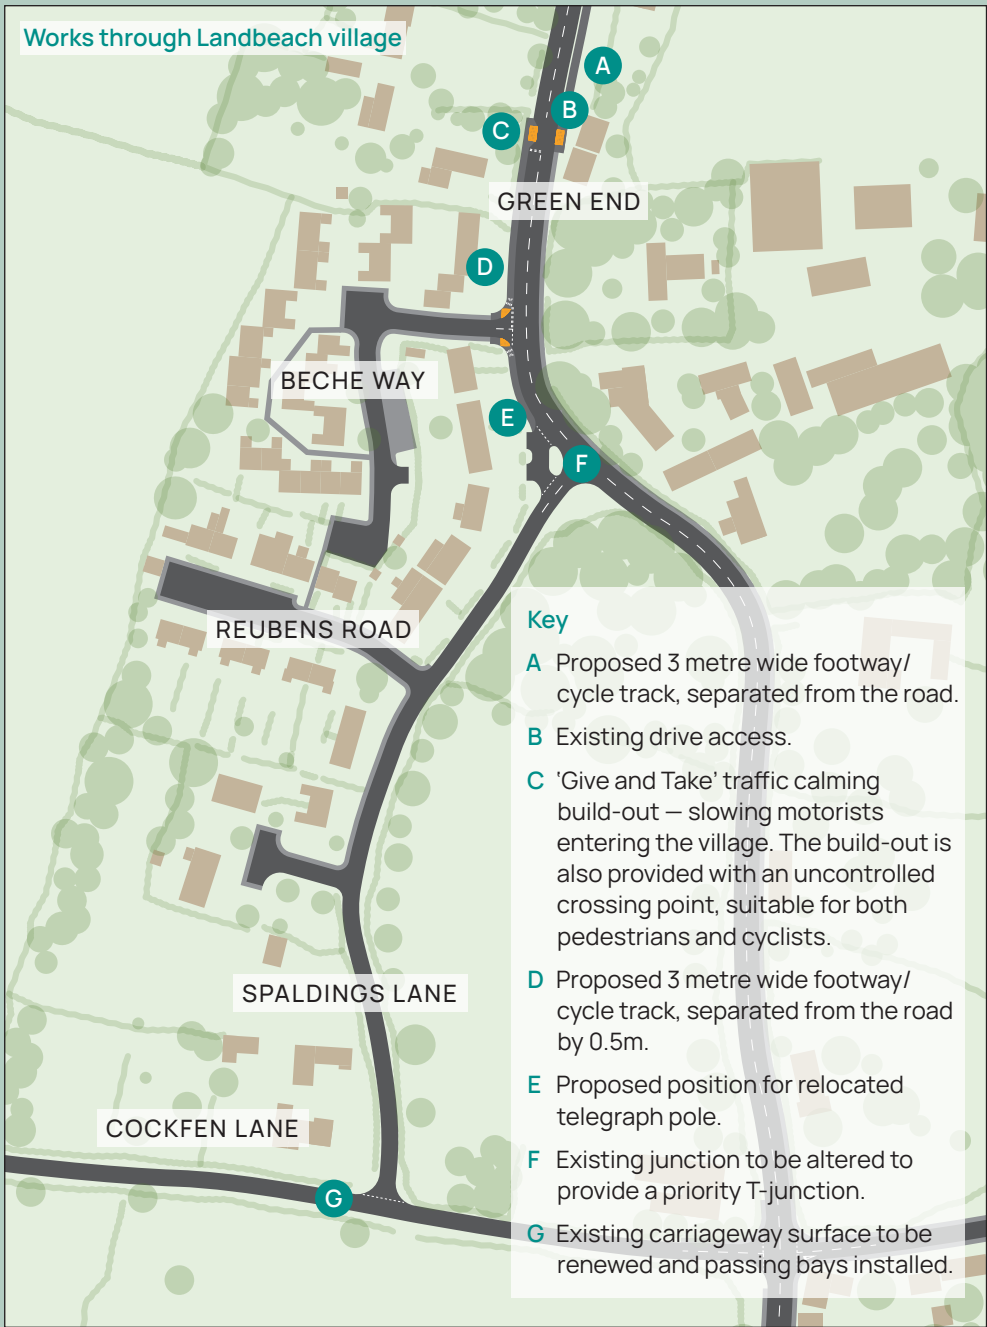 Works through Landbeach village
A
B
C
GREEN END
D
BECHE WAY
E
F
REUBENS ROAD
SPALDINGS LANE
COCKFEN LANE
G
Key
A Proposed 3 metre wide footway/
cycle track, separated from the road.
B Existing drive access.
C ‘Give and Take’ traffic calming
build-out — slowing motorists
entering the village. The build-out is
also provided with an uncontrolled
crossing point, suitable for both
pedestrians and cyclists.
D Proposed 3 metre wide footway/
cycle track, separated from the road
by 0.5m.
E Proposed position for relocated
telegraph pole.
F Existing junction to be altered to
provide a priority T-junction.
G Existing carriageway surface to be
renewed and passing bays installed.